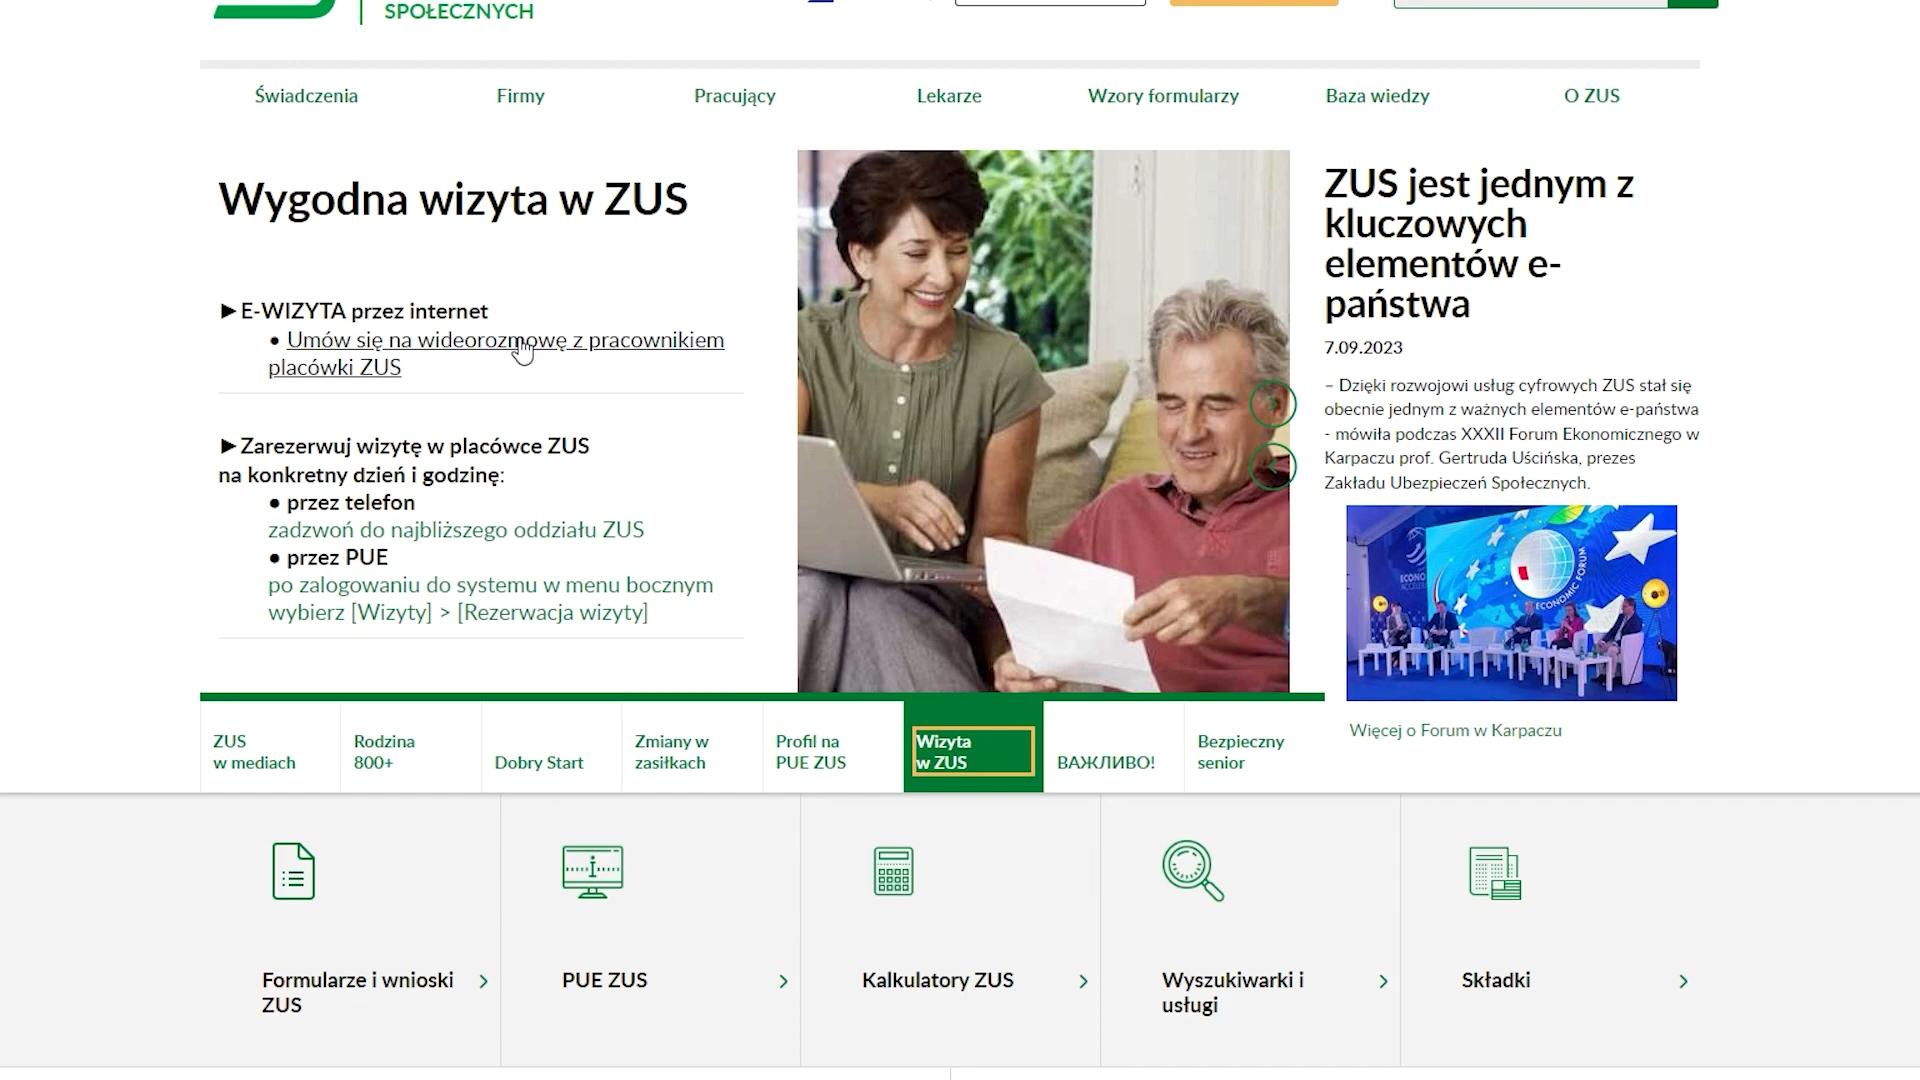 SPOŁECZNYCH
Świadczenia
Firmy
Pracujący
Lekarze
Wzory formularzy
Baza wiedzy
O ZUS
Wygodna wizyta w ZUS
►E-WIZYTA przez internet
● Umów się na wideorozmowę z pracownikiem
placówki ZUS
►Zarezerwuj wizytę w placówce ZUS
na konkretny dzień i godzinę:
● przez telefon
zadzwoń do najbliższego oddziału ZUS
● przez PUE
po zalogowaniu do systemu w menu bocznym
wybierz [Wizyty] > [Rezerwacja wizyty]
ZUS jest jednym z
kluczowych
elementów e-
państwa
7.09.2023
– Dzięki rozwojowi usług cyfrowych ZUS stał się
obecnie jednym z ważnych elementów e-państwa
- mówiła podczas XXXII Forum Ekonomicznego w
Karpaczu prof. Gertruda Uścińska, prezes
Zakładu Ubezpieczeń Społecznych.
ECONOMIC FORUM
Więcej o Forum w Karpaczu
ZUS
w mediach
Rodzina
800+
Dobry Start
Zmiany w
zasiłkach
Profil na
PUE ZUS
Wizyta
w ZUS
ВАЖЛИВО!
Bezpieczny
senior
Formularze i wnioski
ZUS
PUE ZUS
Kalkulatory ZUS
Wyszukiwarki i
usługi
Składki